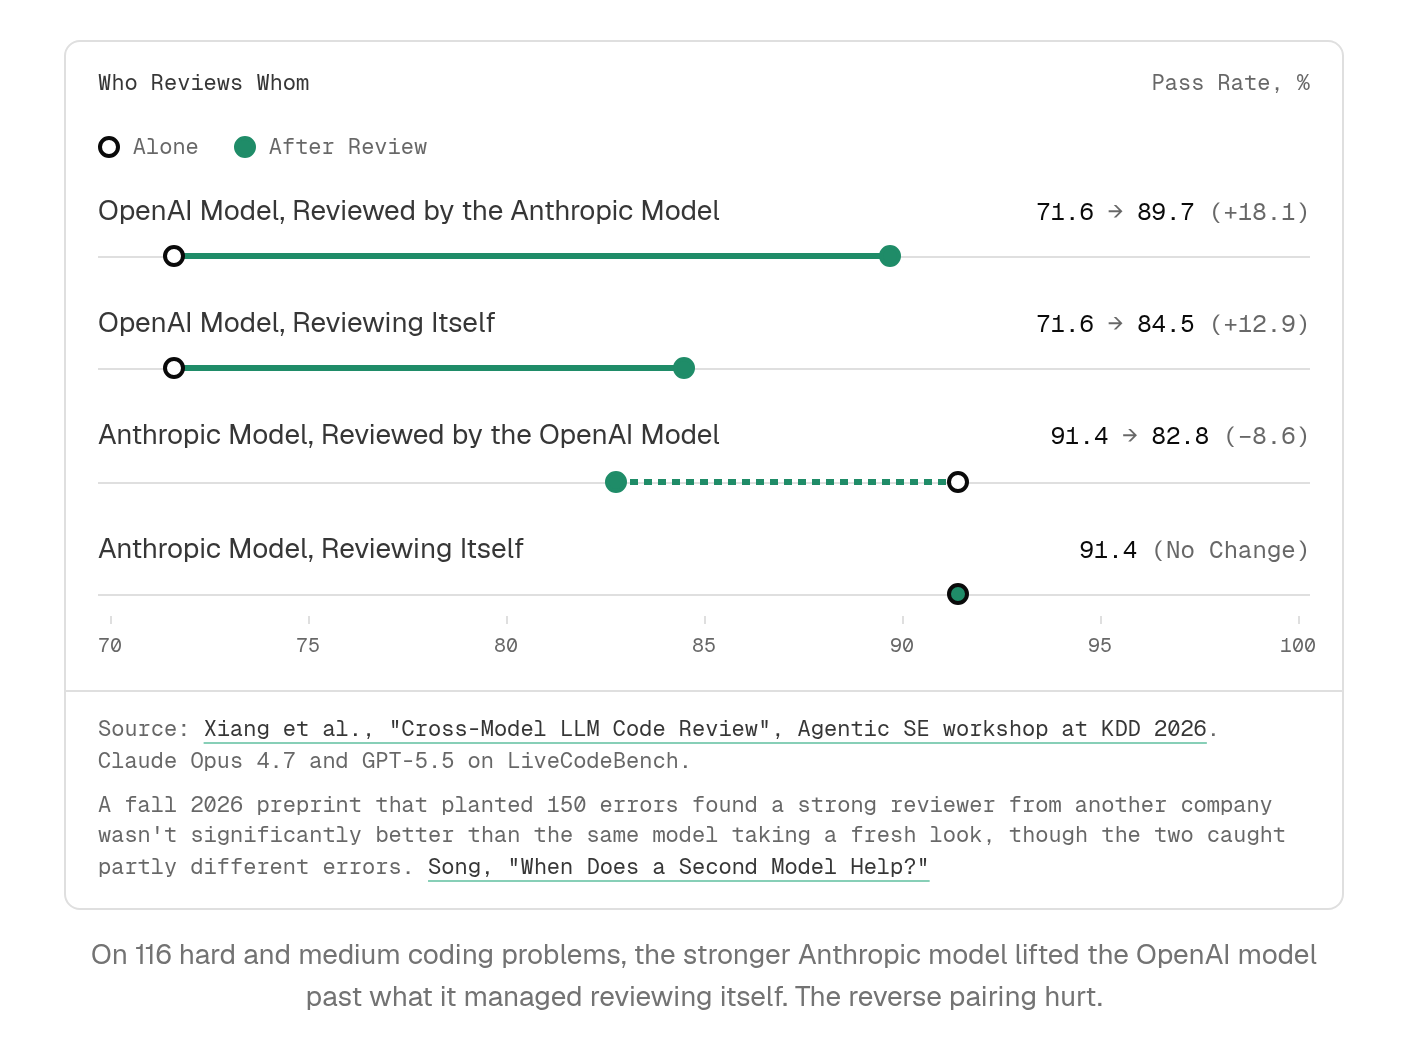 Who Reviews Whom
Pass Rate, %
Alone
After Review
OpenAI Model, Reviewed by the Anthropic Model
71.6 → 89.7 (+18.1)
OpenAI Model, Reviewing Itself
71.6 → 84.5 (+12.9)
Anthropic Model, Reviewed by the OpenAI Model
91.4 → 82.8 (−8.6)
Anthropic Model, Reviewing Itself
91.4 (No Change)
70 75 80 85 90 95 100
Source: Xiang et al., "Cross-Model LLM Code Review", Agentic SE workshop at KDD 2026.
Claude Opus 4.7 and GPT-5.5 on LiveCodeBench.
A fall 2026 preprint that planted 150 errors found a strong reviewer from another company
wasn't significantly better than the same model taking a fresh look, though the two caught
partly different errors. Song, "When Does a Second Model Help?"
On 116 hard and medium coding problems, the stronger Anthropic model lifted the OpenAI model
past what it managed reviewing itself. The reverse pairing hurt.